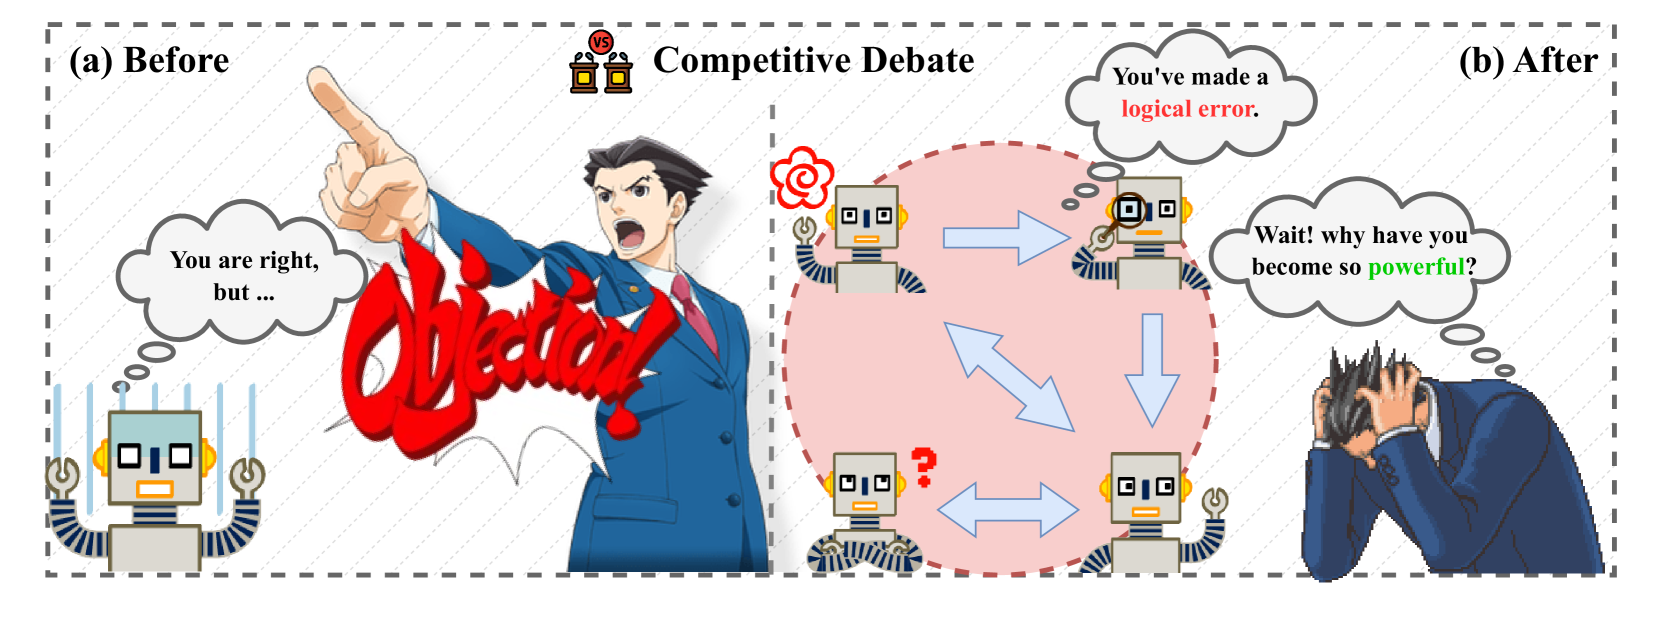 (a) Before
VS
Competitive Debate
(b) After
You are right,
but ...
Objection!
You've made a
logical error.
Wait! why have you
become so powerful?
?